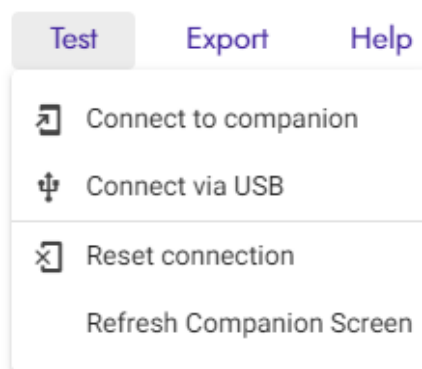 Test Export Help
Connect to companion
Connect via USB
Reset connection
Refresh Companion Screen